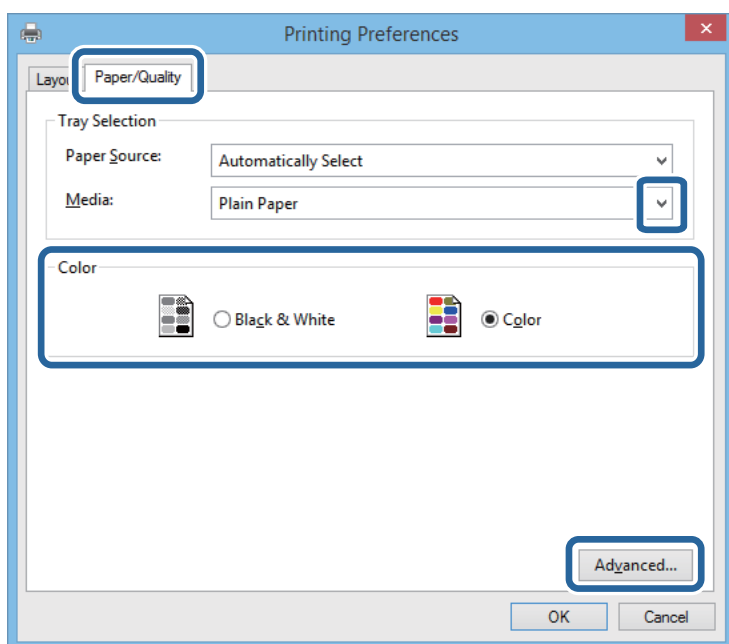 Printing Preferences
Layou Paper/Quality
Tray Selection
Paper Source: Automatically Select
Media: Plain Paper
Color
Black & White Color
Advanced...
OK Cancel